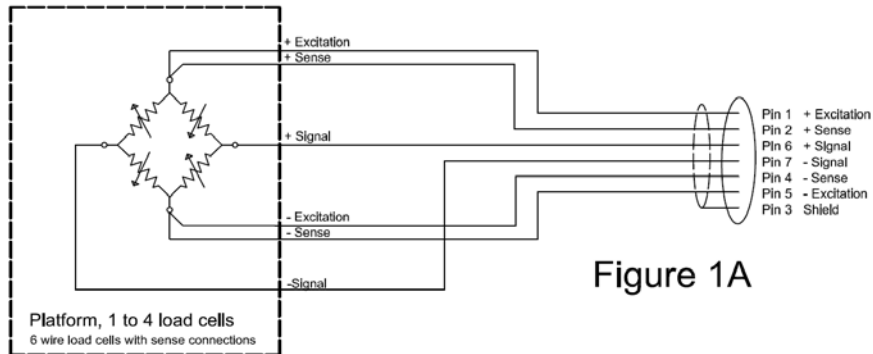 + Excitation
+ Sense
+ Signal
- Excitation
- Sense
-Signal
Platform, 1 to 4 load cells
6 wire load cells with sense connections
Pin 1 + Excitation
Pin 2 + Sense
Pin 6 + Signal
Pin 7 - Signal
Pin 4 - Sense
Pin 5 - Excitation
Pin 3 Shield
Figure 1A